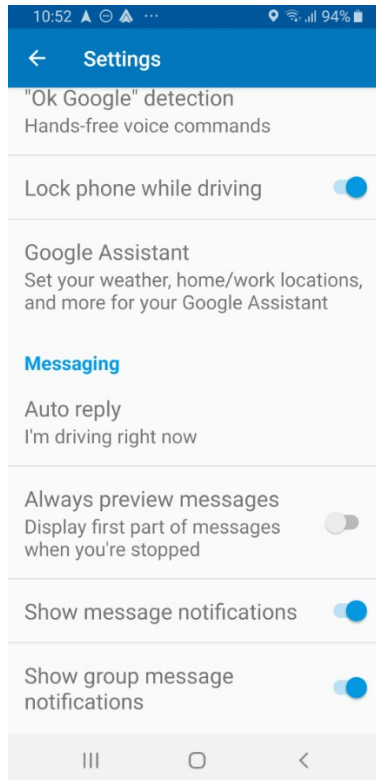 10:52 94%
Settings
"Ok Google" detection
Hands-free voice commands
Lock phone while driving
Google Assistant
Set your weather, home/work locations,
and more for your Google Assistant
Messaging
Auto reply
I'm driving right now
Always preview messages
Display first part of messages
when you're stopped
Show message notifications
Show group message
notifications